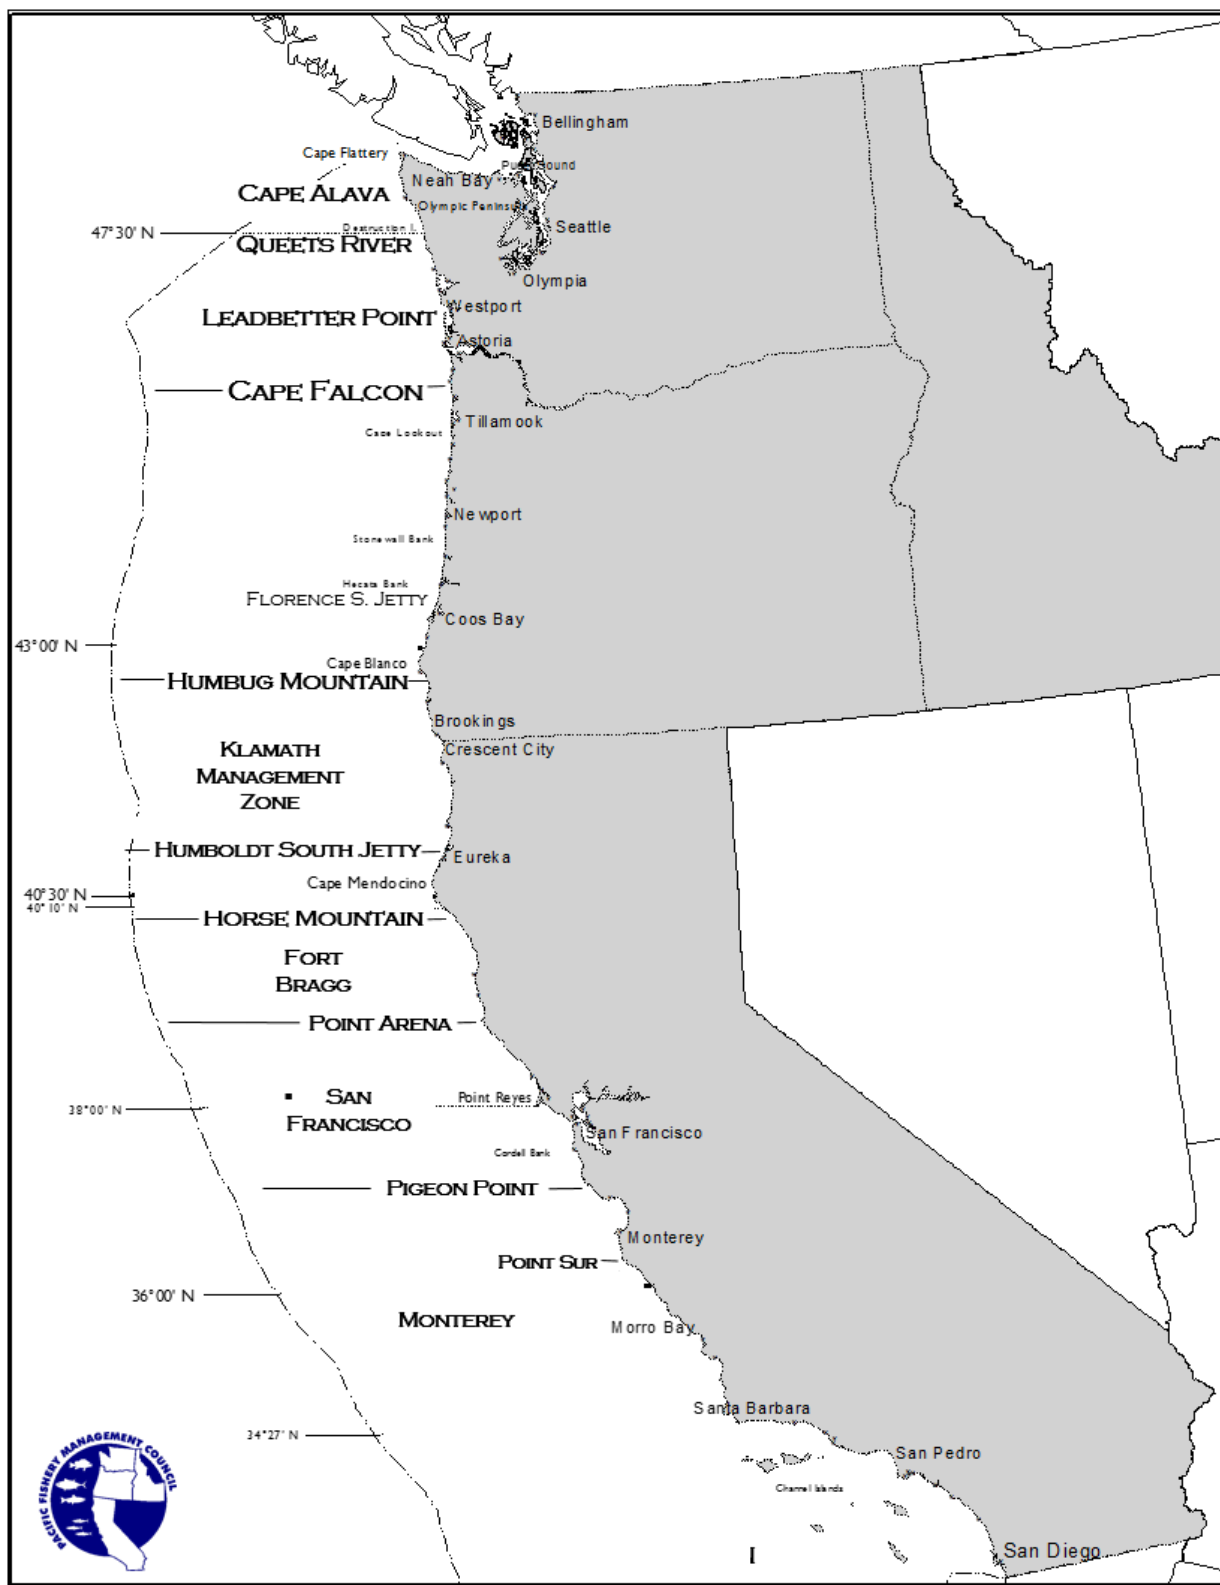 Bellingham
Cape Flattery
Puget Sound
Neah Bay
CAPE ALAVA
Olympic Peninsula
Destruction I.
Seattle
47°30' N
QUEETS RIVER
Olympia
Westport
LEADBETTER POINT
Astoria
CAPE FALCON
Tillamook
Cape Lookout
Newport
Stonewall Bank
Heceta Bank
FLORENCE S. JETTY
Coos Bay
43°00' N
Cape Blanco
HUMBUG MOUNTAIN
Brookings
KLAMATH
MANAGEMENT
ZONE
Crescent City
HUMBOLDT SOUTH JETTY
Eureka
Cape Mendocino
40°30' N
40°10' N
HORSE MOUNTAIN
FORT
BRAGG
POINT ARENA
SAN
FRANCISCO
Point Reyes
38°00' N
San Francisco
Cordell Bank
PIGEON POINT
Monterey
POINT SUR
36°00' N
MONTEREY
Morro Bay
Santa Barbara
34°27' N
San Pedro
Channel Islands
San Diego
PACIFIC FISHERY MANAGEMENT COUNCIL
I